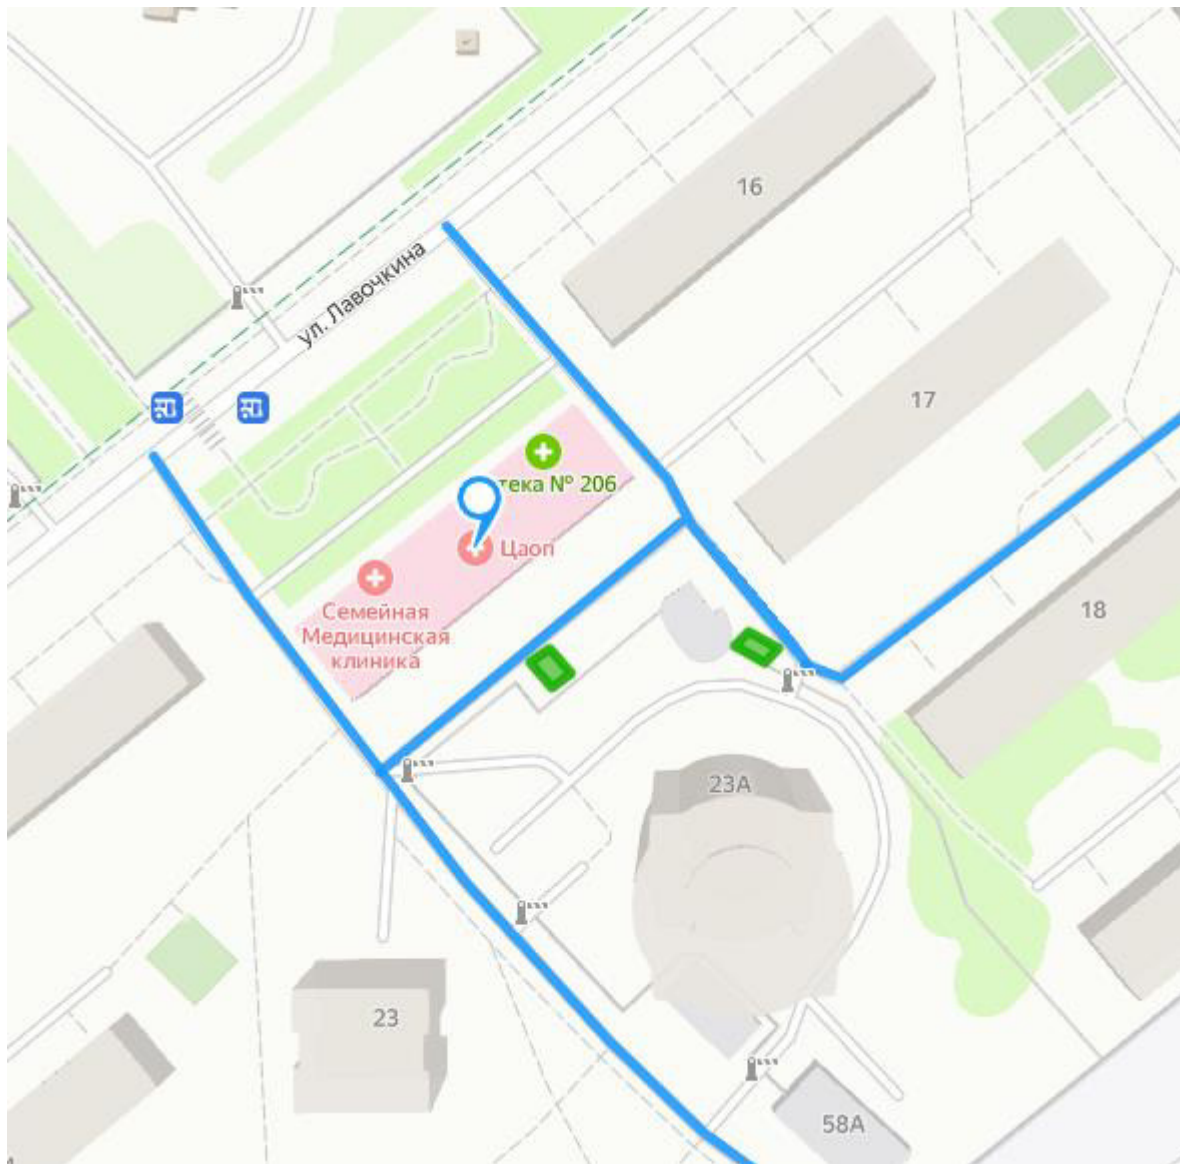 16
ул. Лавочкина
17
тека № 206
Цаоп
Семейная
Медицинская
клиника
18
23А
23
58А